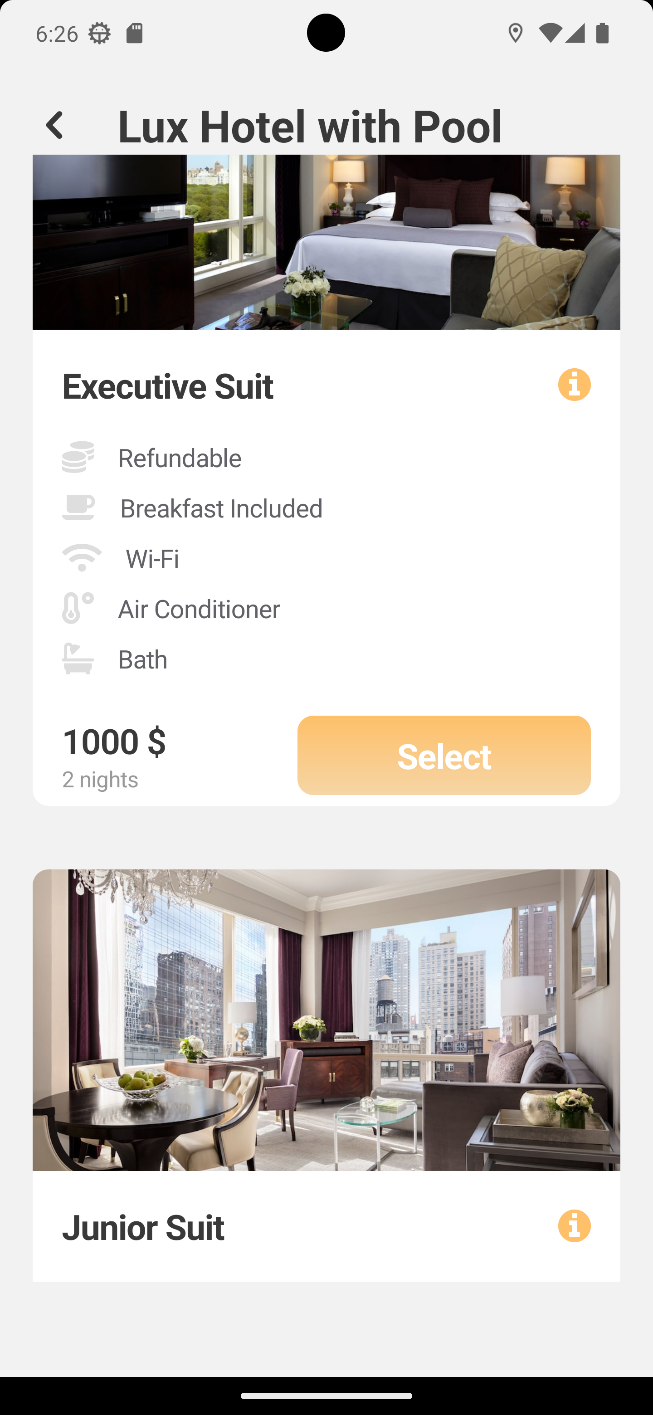 6:26
Lux Hotel with Pool
Executive Suit
Refundable
Breakfast Included
Wi-Fi
Air Conditioner
Bath
1000 $
2 nights
Select
Junior Suit